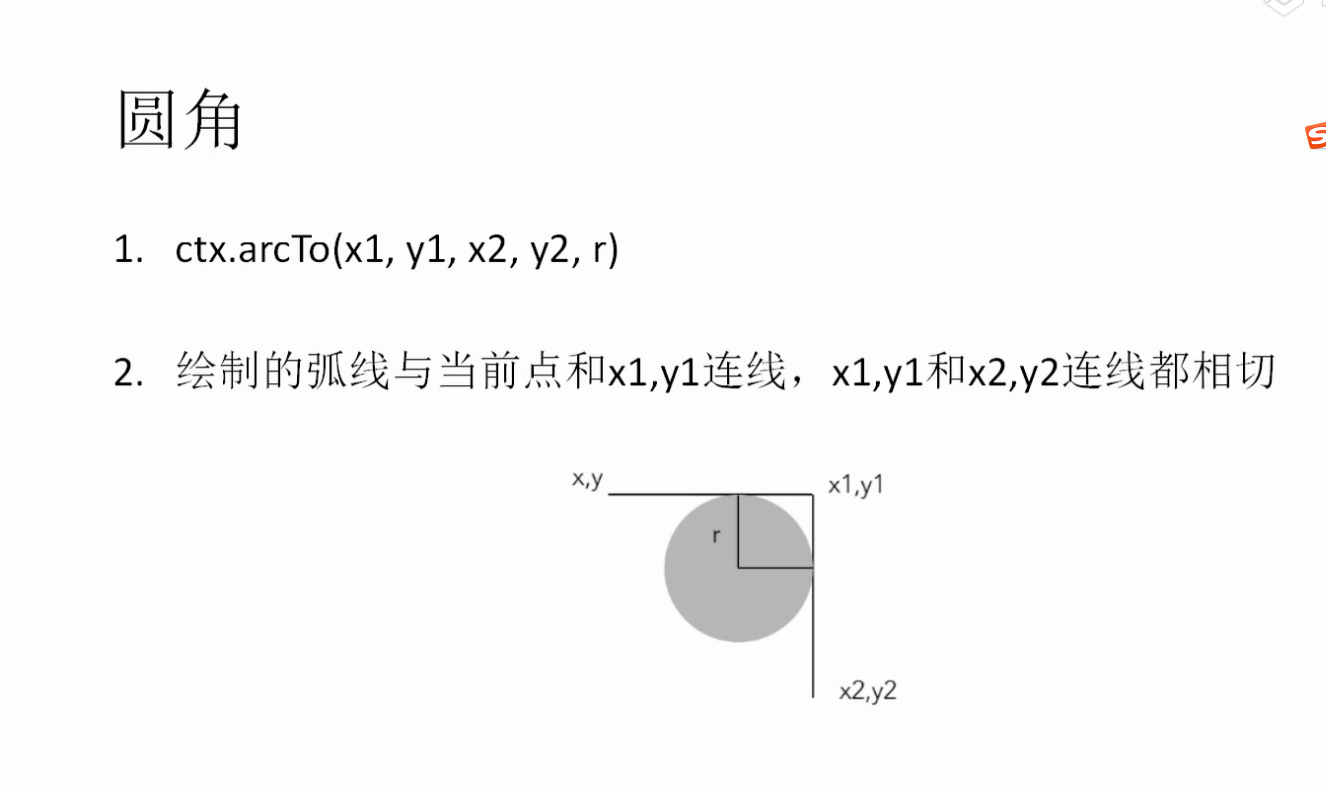 圆角
1. ctx.arcTo(x1, y1, x2, y2, r)
2. 绘制的弧线与当前点和x1,y1连线，x1,y1和x2,y2连线都相切
x,y
x1,y1
r
x2,y2